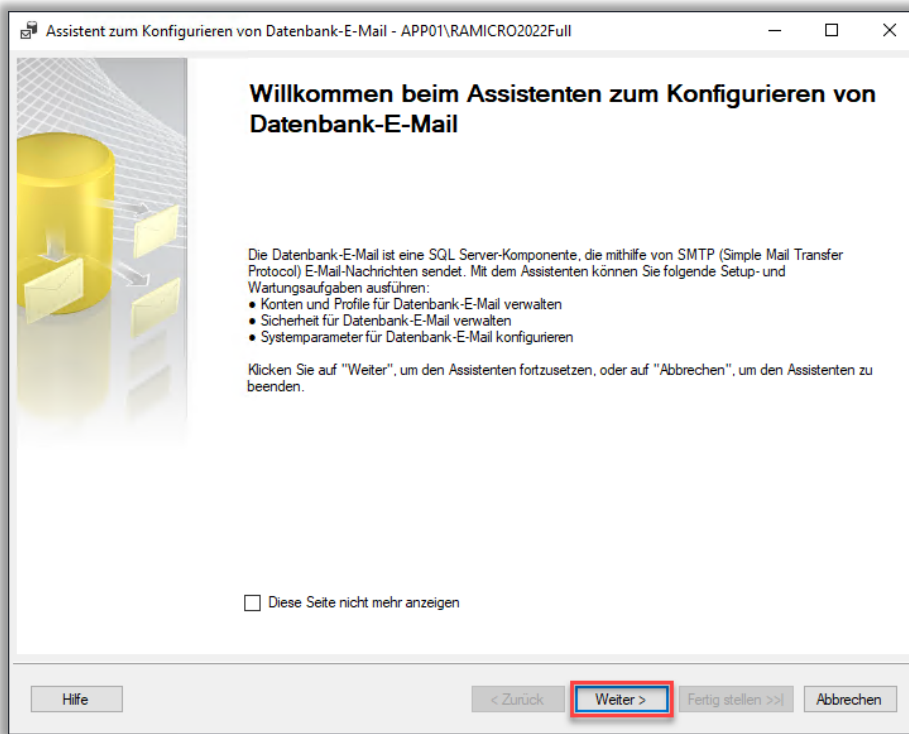 Assistent zum Konfigurieren von Datenbank-E-Mail - APP01\RAMICRO2022Full
Willkommen beim Assistenten zum Konfigurieren von
Datenbank-E-Mail
Die Datenbank-E-Mail ist eine SQL Server-Komponente, die mithilfe von SMTP (Simple Mail Transfer
Protocol) E-Mail-Nachrichten sendet. Mit dem Assistenten können Sie folgende Setup- und
Wartungsaufgaben ausführen:
● Konten und Profile für Datenbank-E-Mail verwalten
● Sicherheit für Datenbank-E-Mail verwalten
● Systemparameter für Datenbank-E-Mail konfigurieren
Klicken Sie auf "Weiter", um den Assistenten fortzusetzen, oder auf "Abbrechen", um den Assistenten zu
beenden.
Diese Seite nicht mehr anzeigen
Hilfe
< Zurück
Weiter >
Fertig stellen >>|
Abbrechen